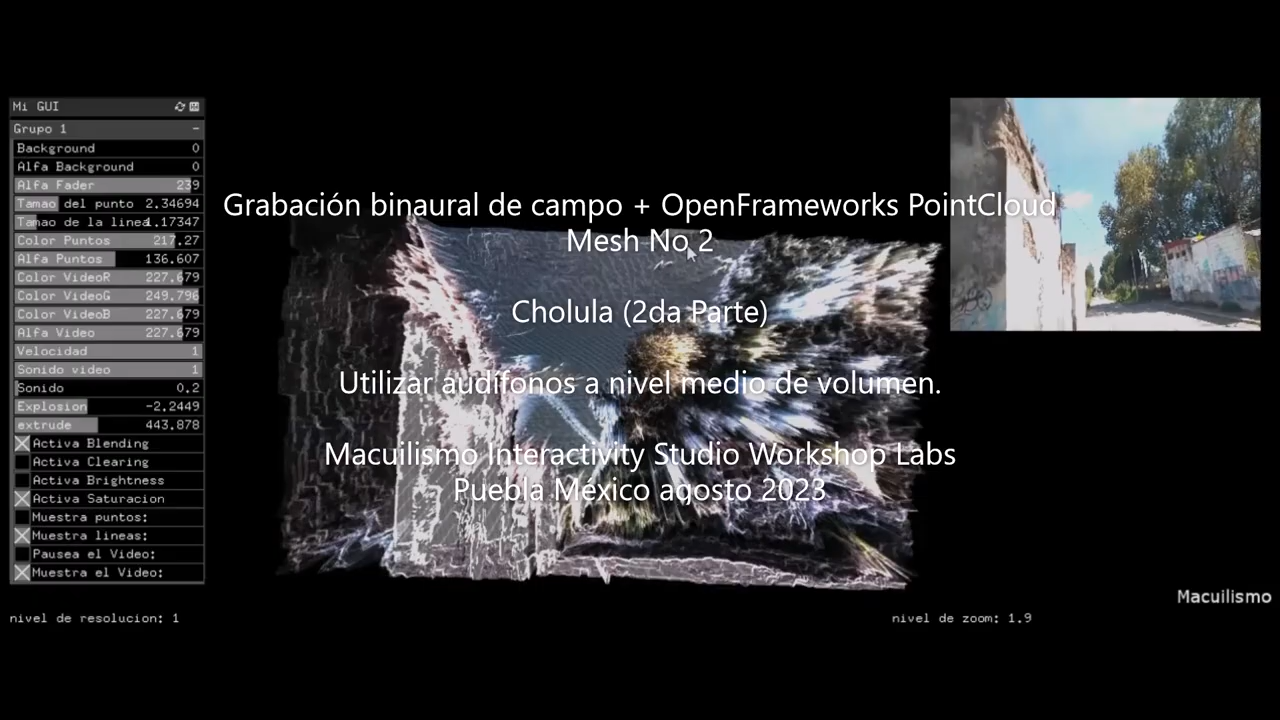 Mi GUI
Grupo 1 -
Background 0
Alfa Background 0
Alfa Fader 239
Tamao del punto 2.34694
Tamao de la linea 1.17347
Color Puntos 217.27
Alfa Puntos 136.607
Color VideoR 227.679
Color VideoG 249.796
Color VideoB 227.679
Alfa Video 227.679
Velocidad 1
Sonido video 1
Sonido 0.2
Explosion -2.2449
extrude 443.878
Activa Blending
Activa Clearing
Activa Brightness
Activa Saturacion
Muestra puntos:
Muestra lineas:
Pausea el Video:
Muestra el Video:
nivel de resolucion: 1
Grabación binaural de campo + OpenFrameworks PointCloud
Mesh No 2
Cholula (2da Parte)
Utilizar audífonos a nivel medio de volumen.
Macuilismo Interactivity Studio Workshop Labs
Puebla México agosto 2023
Macuilismo
nivel de zoom: 1.9